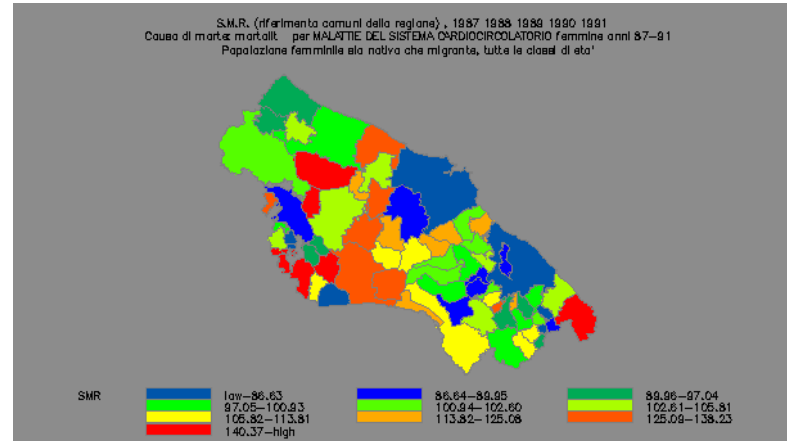 S.M.R. (riferimento comuni della regione) , 1987 1988 1989 1990 1991
Causa di morte: mortalit per MALATTIE DEL SISTEMA CARDIOCIRCOLATORIO femmine anni 87-91
Popolazione femminile sia nativa che migrante, tutte le classi di eta'
SMR low-86.63 86.64-89.95 89.96-97.04
97.05-100.93 100.94-102.60 102.61-105.81
105.82-113.81 113.82-125.08 125.09-138.23
140.37-high